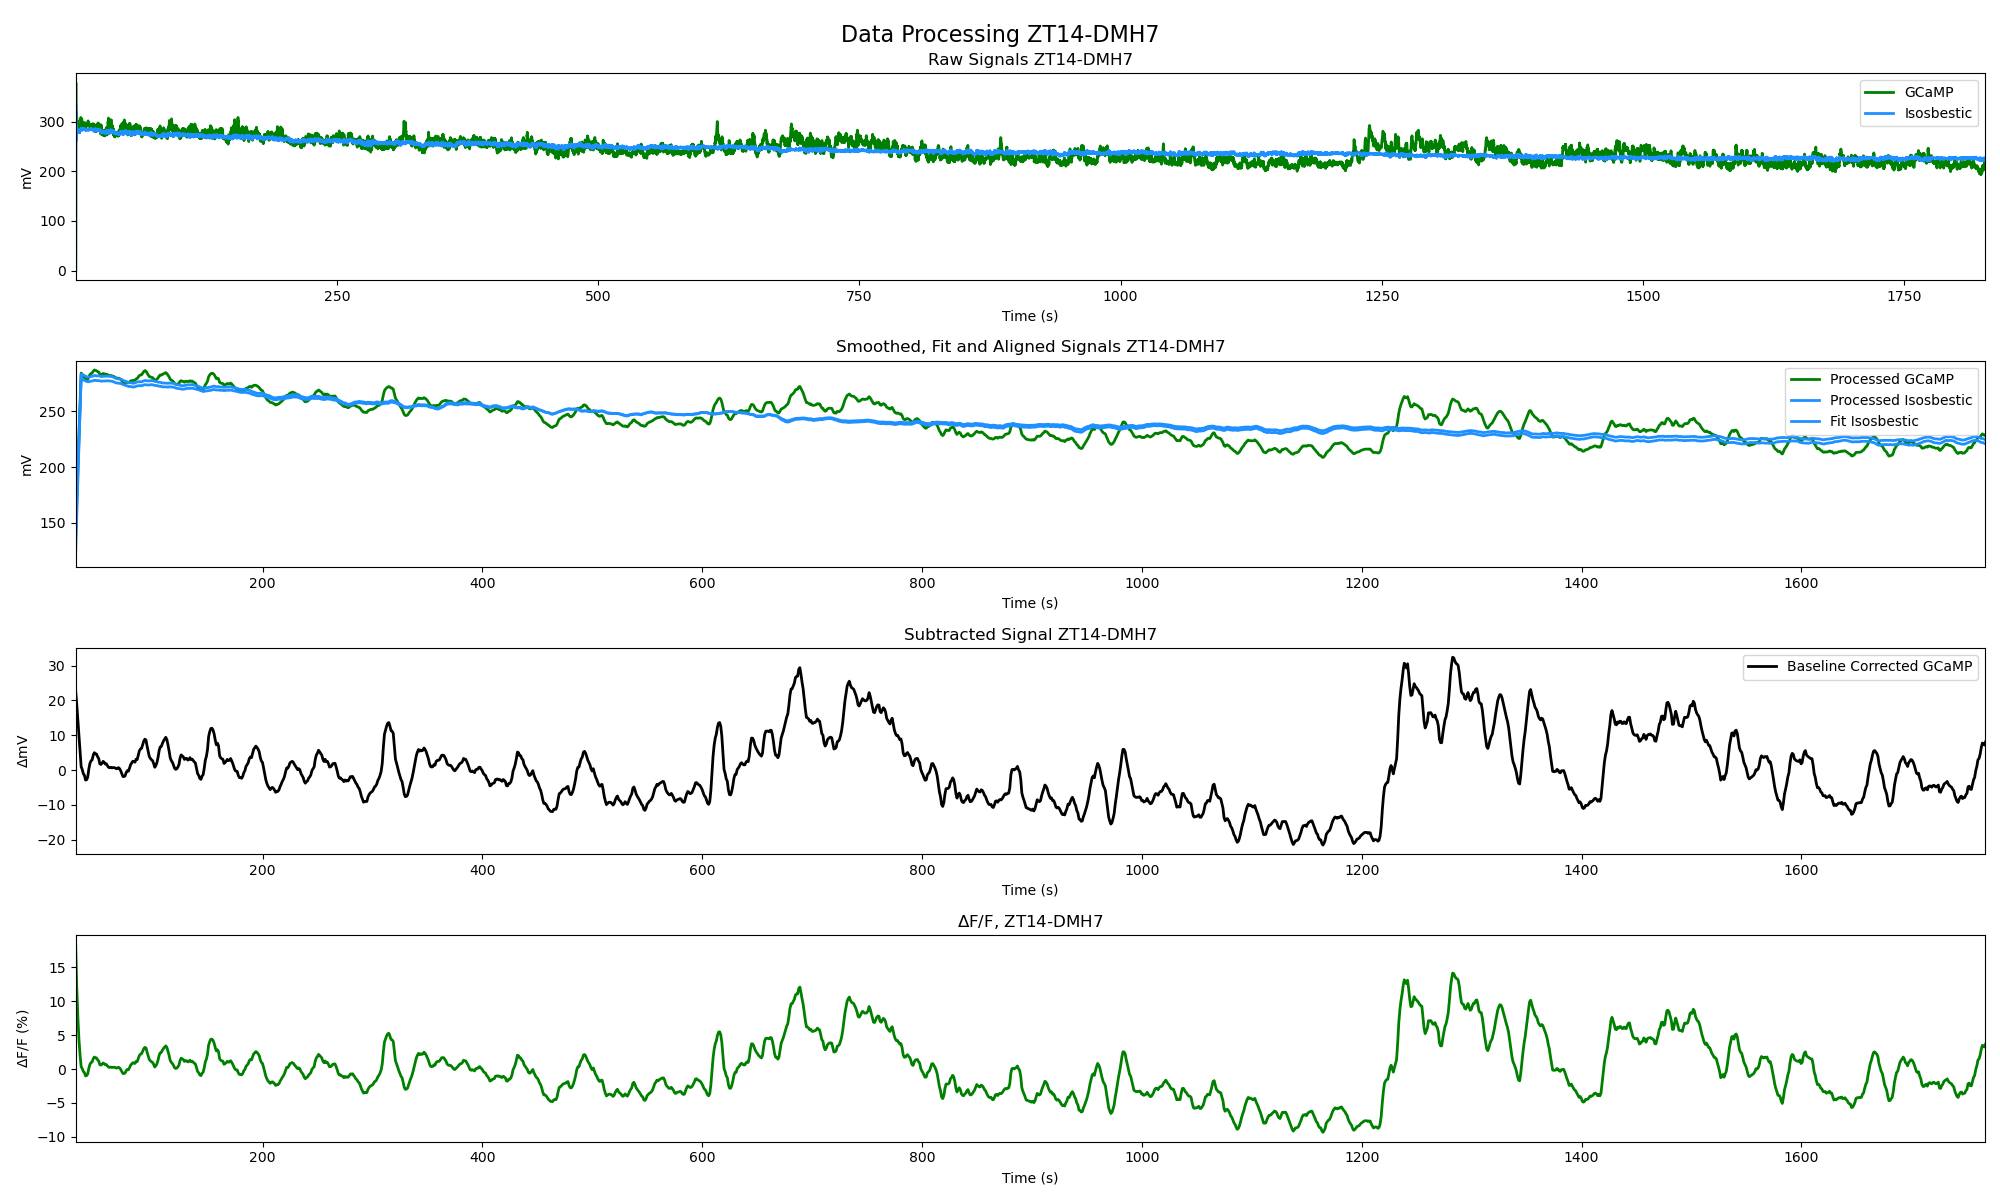 Data Processing ZT14-DMH7
Raw Signals ZT14-DMH7
GCaMP
Isosbestic
300
200
100
0
mV
250 500 750 1000 1250 1500 1750
Time (s)
Smoothed, Fit and Aligned Signals ZT14-DMH7
Processed GCaMP
Processed Isosbestic
Fit Isosbestic
250
200
150
mV
200 400 600 800 1000 1200 1400 1600
Time (s)
Subtracted Signal ZT14-DMH7
Baseline Corrected GCaMP
30
20
10
0
−10
−20
ΔmV
200 400 600 800 1000 1200 1400 1600
Time (s)
ΔF/F, ZT14-DMH7
15
10
5
0
−5
−10
ΔF/F (%)
200 400 600 800 1000 1200 1400 1600
Time (s)